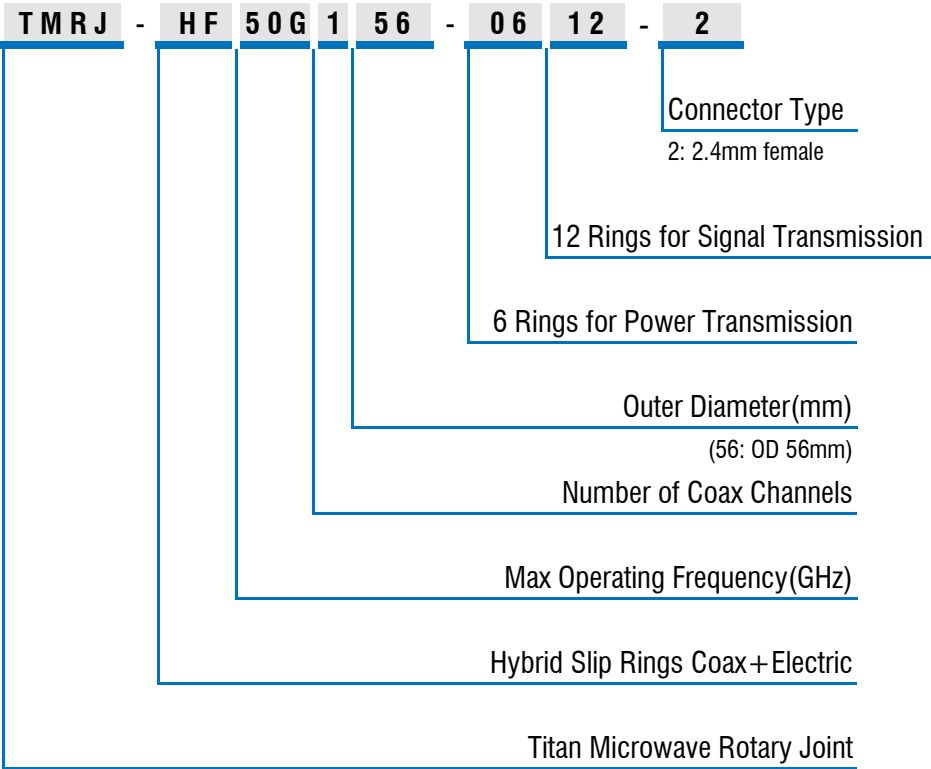 TMRJ - HF 50G 1 56 - 06 12 - 2
Connector Type
2: 2.4mm female
12 Rings for Signal Transmission
6 Rings for Power Transmission
Outer Diameter(mm)
(56: OD 56mm)
Number of Coax Channels
Max Operating Frequency(GHz)
Hybrid Slip Rings Coax+Electric
Titan Microwave Rotary Joint